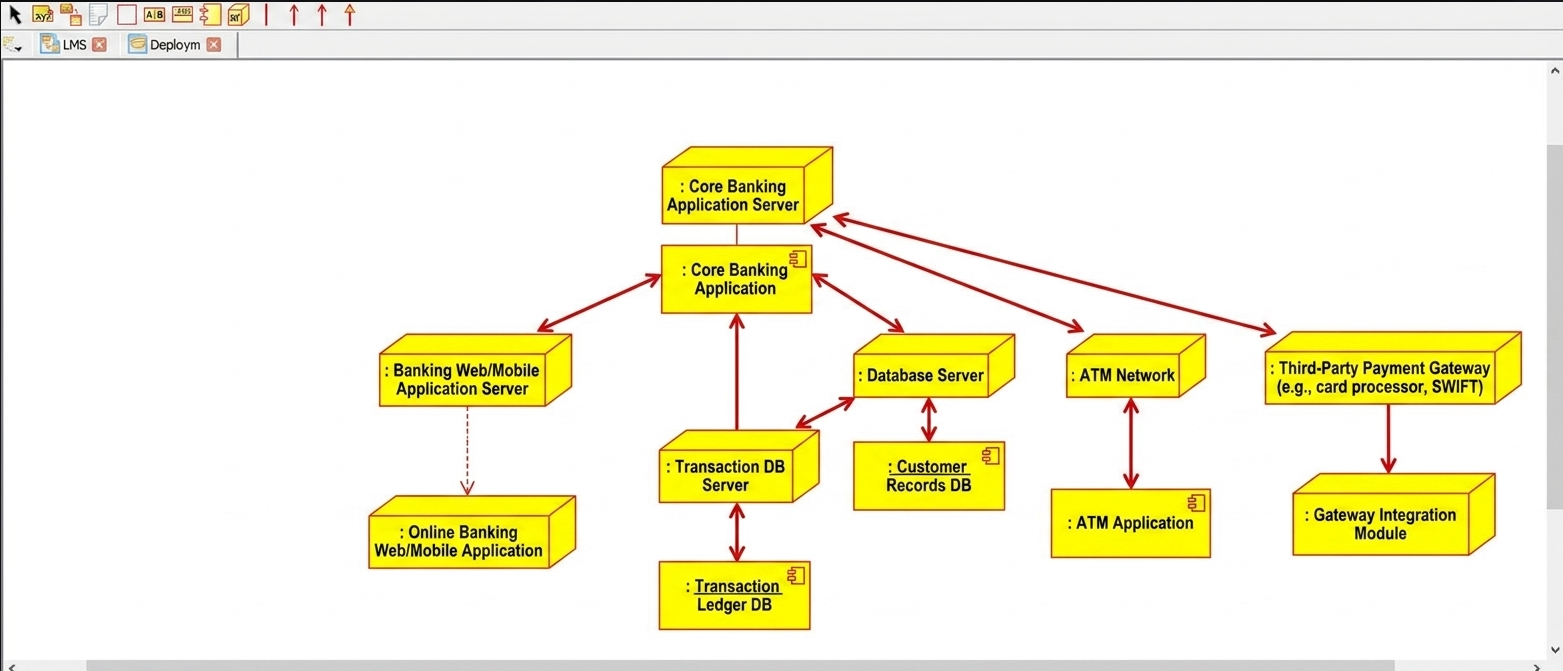 LMS
Deploym
: Core Banking
Application Server
: Core Banking
Application
: Banking Web/Mobile
Application Server
: Database Server
: ATM Network
: Third-Party Payment Gateway
(e.g., card processor, SWIFT)
: Transaction DB
Server
: Customer
Records DB
: ATM Application
: Gateway Integration
Module
: Online Banking
Web/Mobile Application
: Transaction
Ledger DB